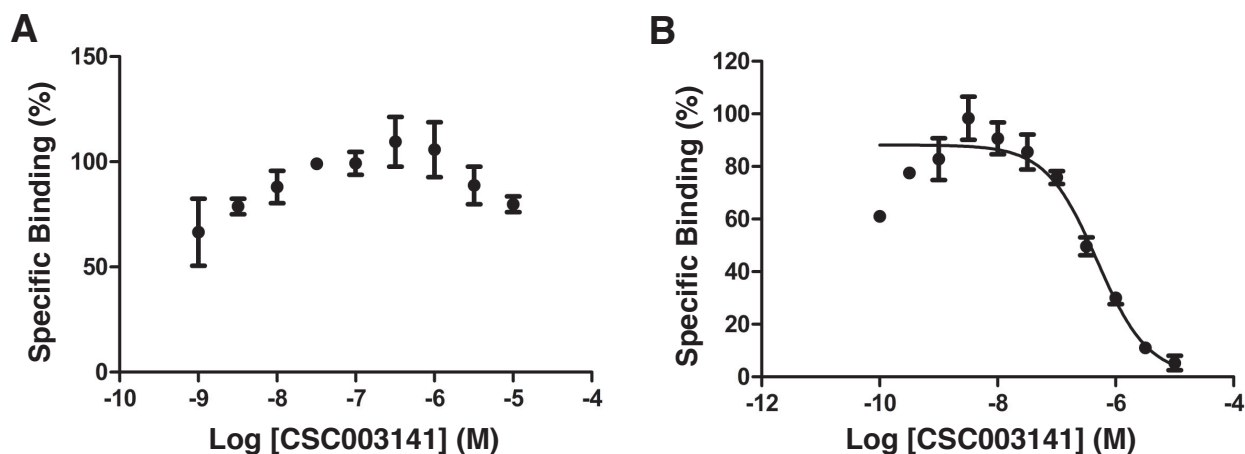 A
Specific Binding (%)
150
100
50
0
-10 -9 -8 -7 -6 -5 -4
Log [CSC003141] (M)
B
Specific Binding (%)
120
100
80
60
40
20
0
-12 -10 -8 -6 -4
Log [CSC003141] (M)